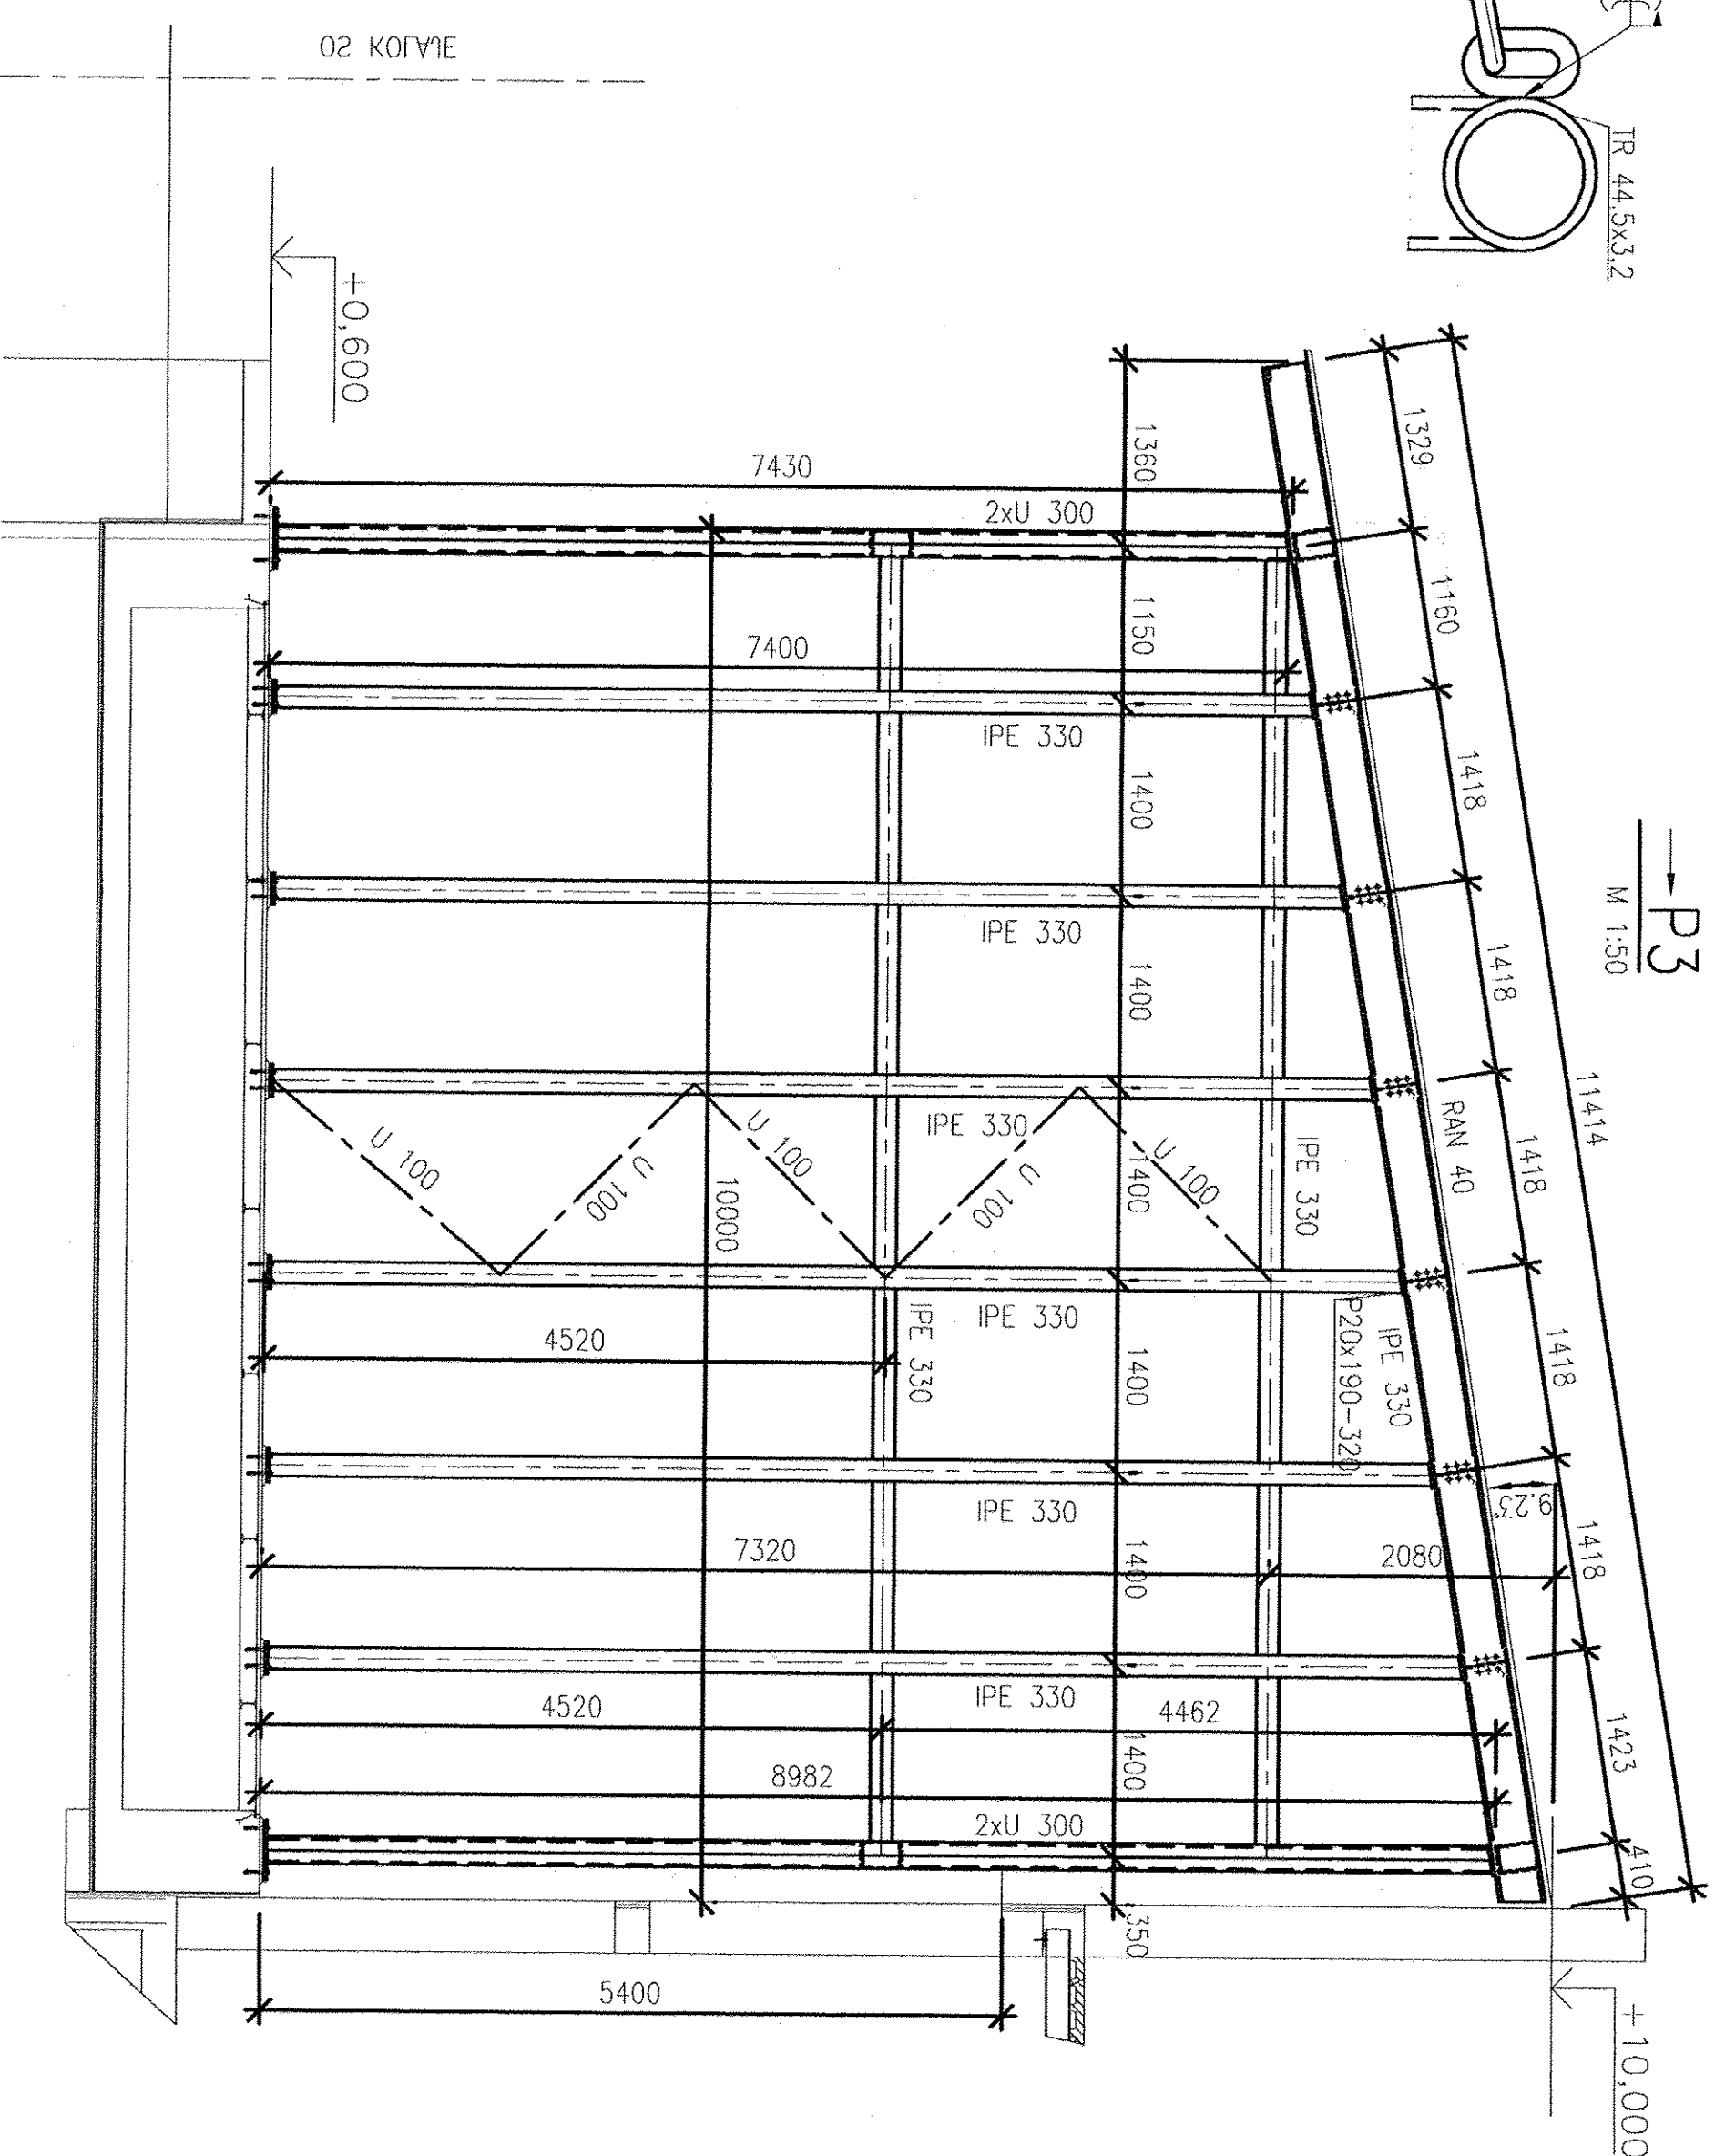 OS KOĽAJE
TR 44,5x3,2
+0,600
P3
M 1:50
11414
1329
1160
1418
1418
1418
1418
1418
1423
410
RAN 40
9.23°
1360
1150
1400
1400
1400
1400
1400
1400
350
7430
2xU 300
7400
IPE 330
IPE 330
IPE 330
IPE 330
IPE 330
IPE 330
IPE 330
IPE 330
IPE 330
P20x190-320
U 100
U 100
U 100
U 100
U 100
10000
4520
7320
2080
4520
4462
8982
2xU 300
5400
+10,000